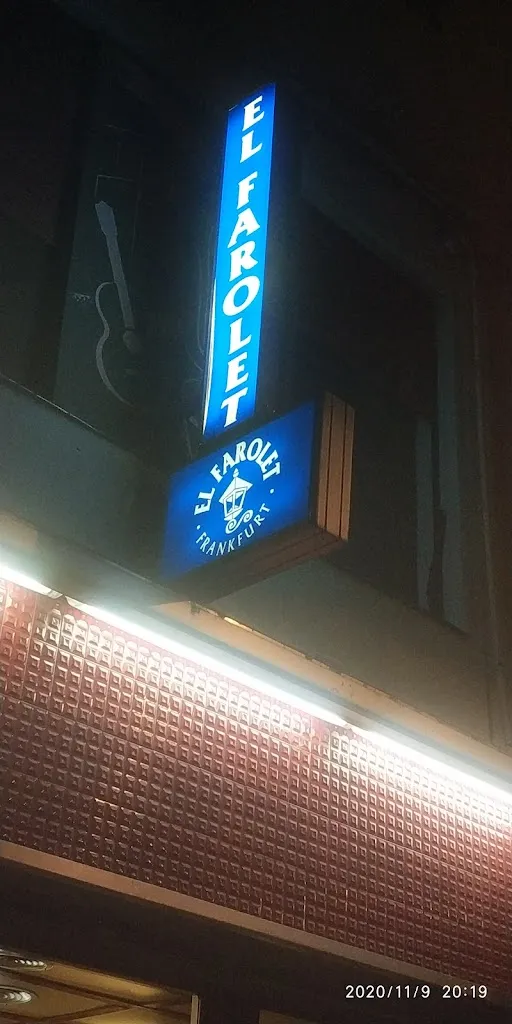 EL FAROLET
EL FAROLET
· FRANKFURT ·
2020/11/9 20:19